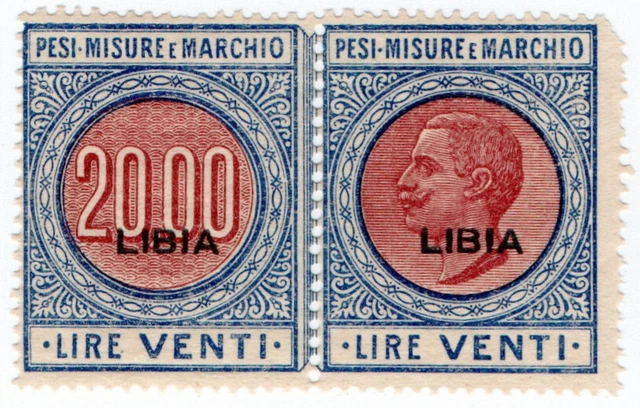 PESI·MISURE E MARCHIO
20.00
LIBIA
·LIRE VENTI·
PESI·MISURE E MARCHIO
LIBIA
·LIRE VENTI·